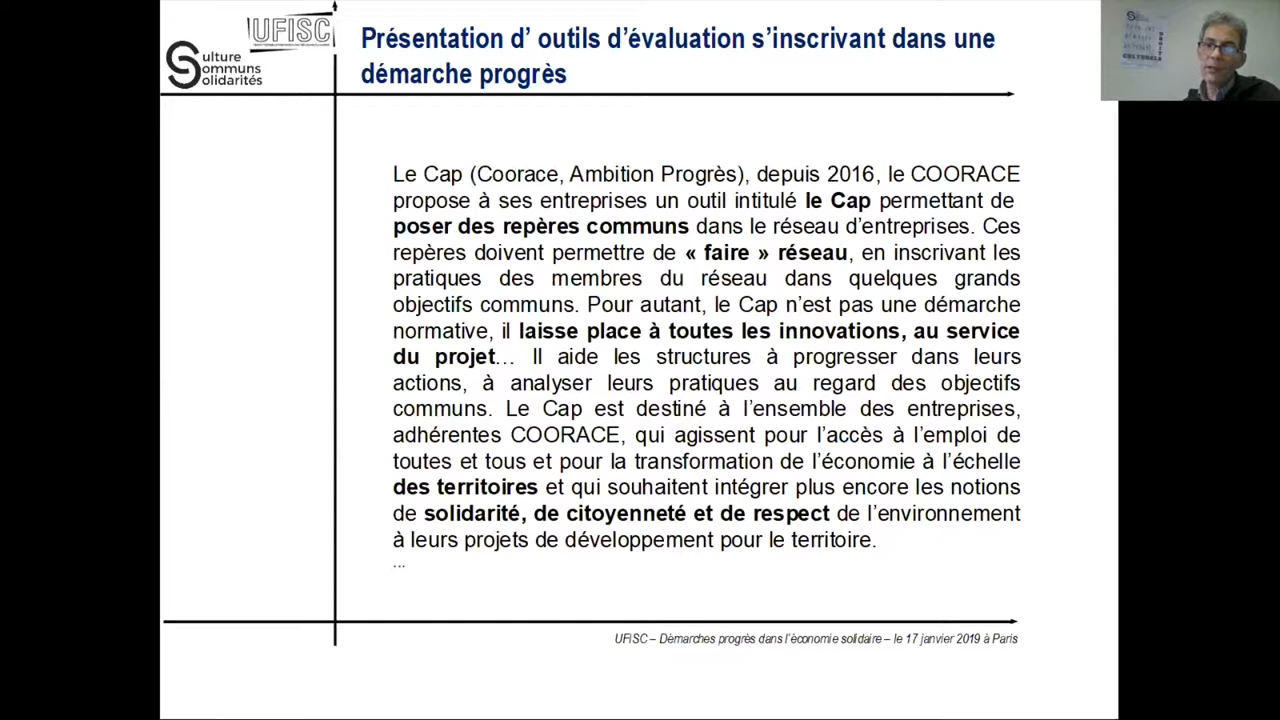 UFISC
Culture
Communs
Solidarités
Présentation d’ outils d’évaluation s’inscrivant dans une
démarche progrès
CULTURELS
Le Cap (Coorace, Ambition Progrès), depuis 2016, le COORACE
propose à ses entreprises un outil intitulé le Cap permettant de
poser des repères communs dans le réseau d’entreprises. Ces
repères doivent permettre de « faire » réseau, en inscrivant les
pratiques des membres du réseau dans quelques grands
objectifs communs. Pour autant, le Cap n’est pas une démarche
normative, il laisse place à toutes les innovations, au service
du projet… Il aide les structures à progresser dans leurs
actions, à analyser leurs pratiques au regard des objectifs
communs. Le Cap est destiné à l’ensemble des entreprises,
adhérentes COORACE, qui agissent pour l’accès à l’emploi de
toutes et tous et pour la transformation de l’économie à l’échelle
des territoires et qui souhaitent intégrer plus encore les notions
de solidarité, de citoyenneté et de respect de l’environnement
à leurs projets de développement pour le territoire.
...
UFISC – Démarches progrès dans l’économie solidaire – le 17 janvier 2019 à Paris